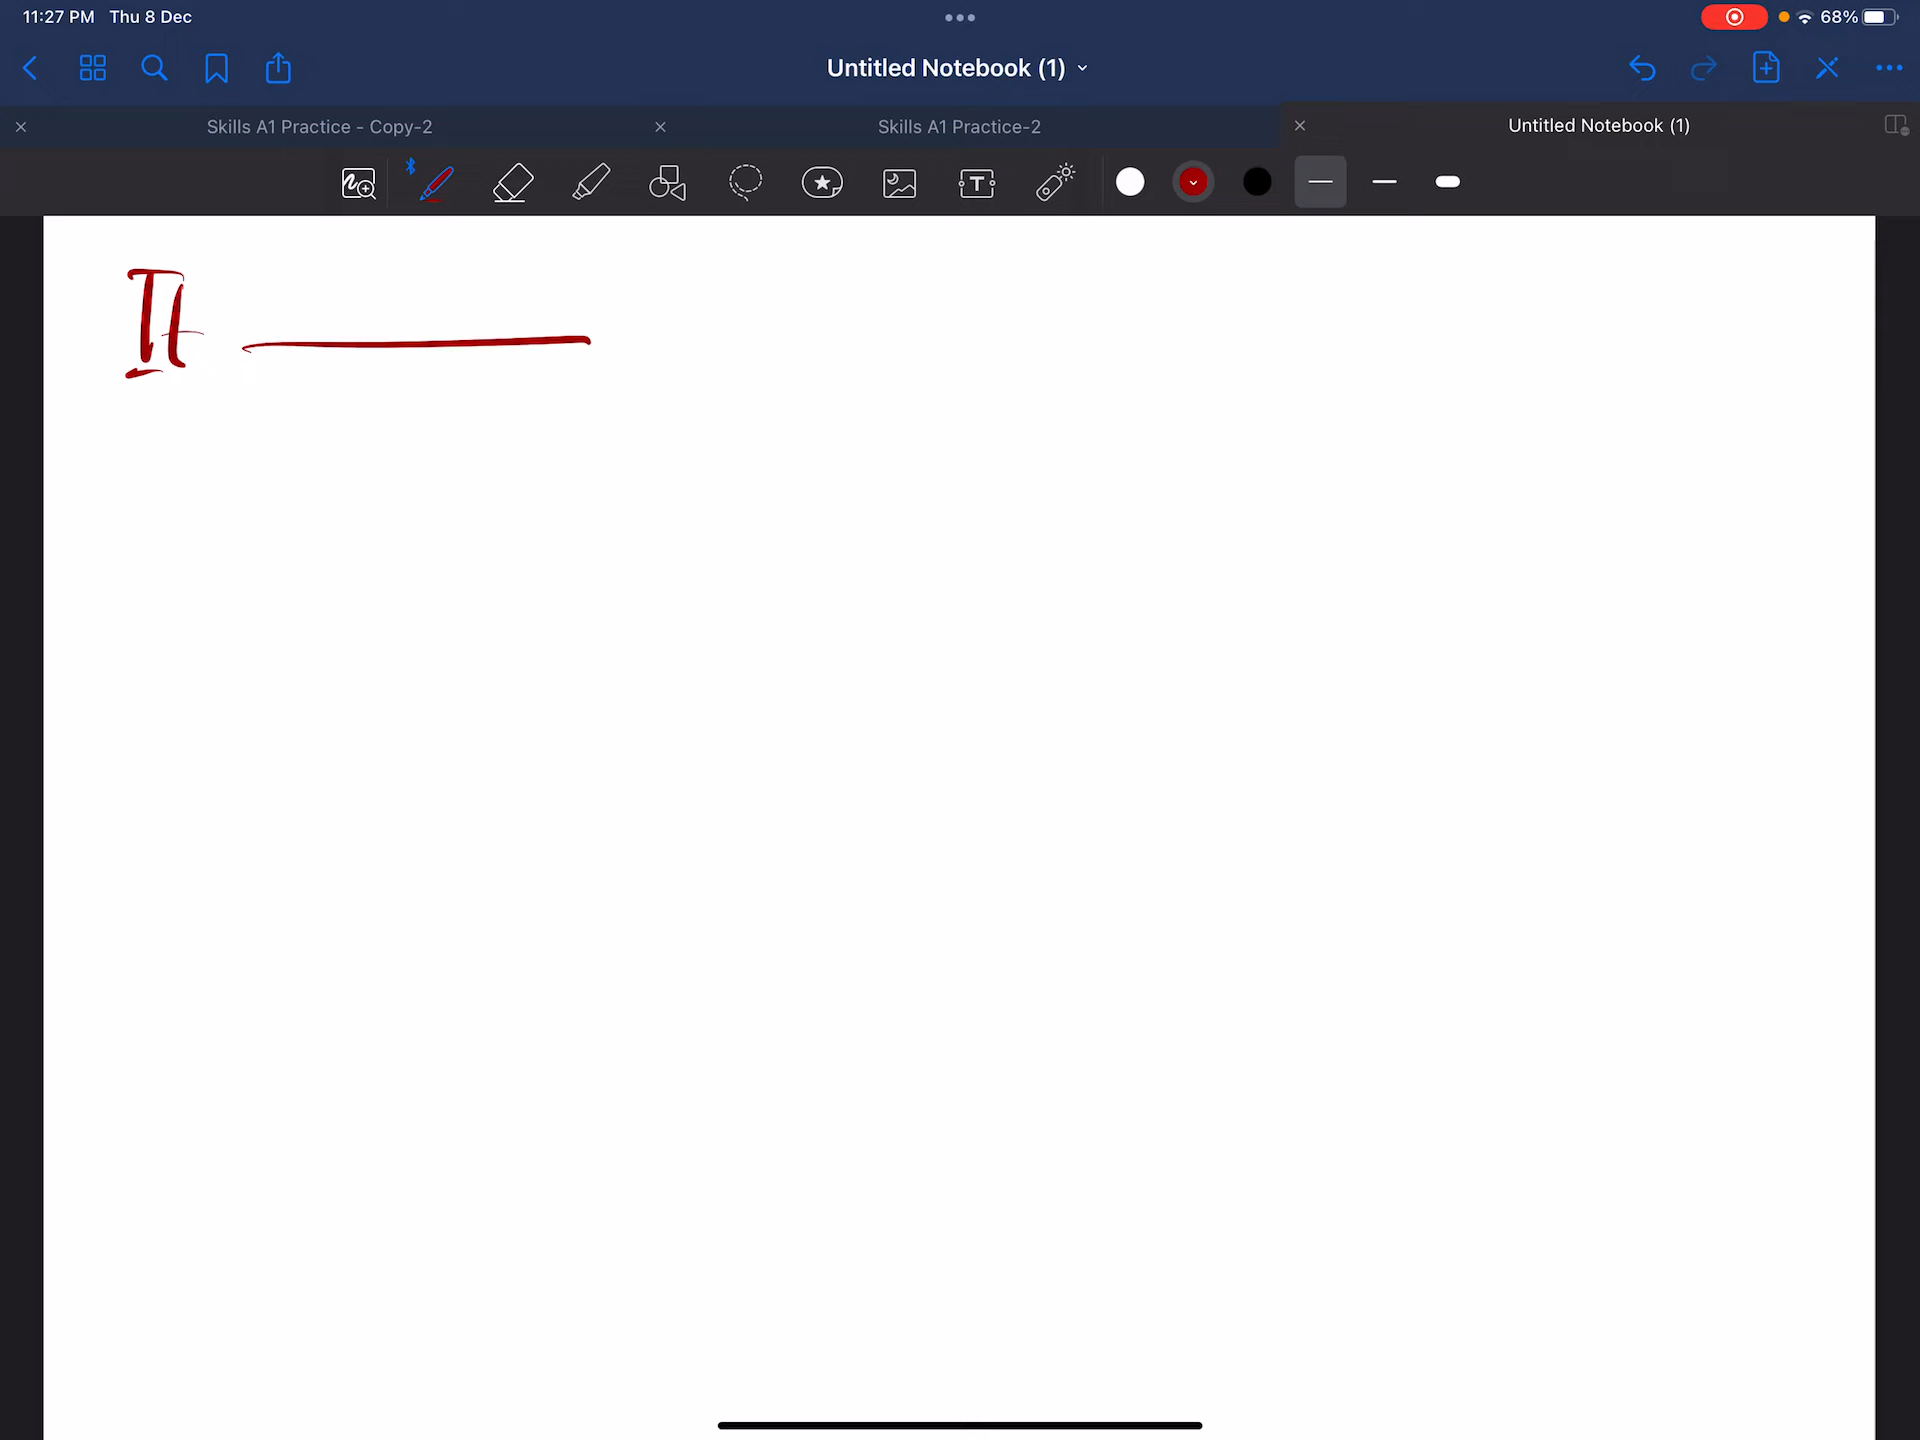 11:27 PM Thu 8 Dec
68%
Untitled Notebook (1)
Skills A1 Practice - Copy-2
Skills A1 Practice-2
Untitled Notebook (1)
It